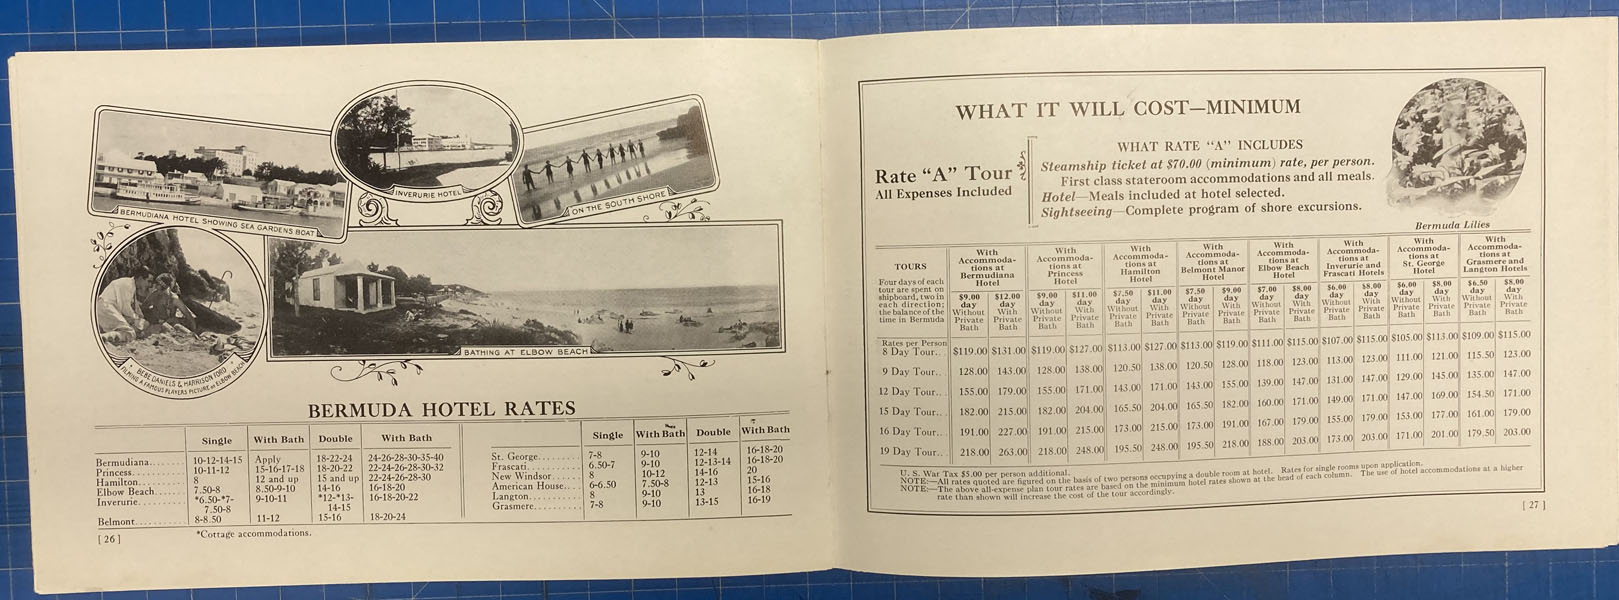 BERMUDIANA HOTEL SHOWING SEA GARDENS BOAT
INVERURIE HOTEL
ON THE SOUTH SHORE
BEBE DANIELS & HARRISON FORD
FILMING A FAMOUS PLAYERS PICTURE ON ELBOW BEACH
BATHING AT ELBOW BEACH
BERMUDA HOTEL RATES
Single With Bath Double With Bath
Bermudiana........ 10-12-14-15 Apply 18-22-24 24-26-28-30-35-40
Princess........... 10-11-12 15-16-17-18 18-20-22 22-24-26-28-30-32
Hamilton.......... 8 12 and up 15 and up 22-24-26-28-30
Elbow Beach....... 7.50-8 8.50-9-10 14-16 16-18-20
Inverurie.......... *6.50-*7- 9-10-11 *12-*13- 16-18-20-22
7.50-8 14-15
Belmont........... 8-8.50 11-12 15-16 18-20-24
Single With Bath Double With Bath
St. George......... 7-8 9-10 12-14 16-18-20
Frascati........... 6.50-7 9-10 12-13-14 16-18-20
New Windsor...... 8 10-12 14-16 20
American House.... 6-6.50 7.50-8 12-13 15-16
Langton........... 8 9-10 13 16-18
Grasmere.......... 7-8 9-10 13-15 16-19
*Cottage accommodations.
[26]
WHAT IT WILL COST—MINIMUM
Rate "A" Tour
All Expenses Included
WHAT RATE "A" INCLUDES
Steamship ticket at $70.00 (minimum) rate, per person.
First class stateroom accommodations and all meals.
Hotel—Meals included at hotel selected.
Sightseeing—Complete program of shore excursions.
Bermuda Lilies
TOURS
Four days of each
tour are spent on
shipboard, two in
each direction;
the balance of the
time in Bermuda
With Accommoda-tions at Bermudiana Hotel
With Accommoda-tions at Princess Hotel
With Accommoda-tions at Hamilton Hotel
With Accommoda-tions at Belmont Manor Hotel
With Accommoda-tions at Elbow Beach Hotel
With Accommoda-tions at Inverurie and Frascati Hotels
With Accommoda-tions at St. George Hotel
With Accommoda-tions at Grasmere and Langton Hotels
$9.00 $12.00 $9.00 $11.00 $7.50 $11.00 $7.50 $9.00 $7.00 $8.00 $6.00 $8.00 $6.00 $8.00 $6.50 $8.00
day day day day day day day day day day day day day day day day
Without With Without With Without With Without With Without With Without With Without With Without With
Private Private Private Private Private Private Private Private Private Private Private Private Private Private Private Private
Bath Bath Bath Bath Bath Bath Bath Bath Bath Bath Bath Bath Bath Bath Bath Bath
Rates per Person
8 Day Tour... $119.00 $131.00 $119.00 $127.00 $113.00 $127.00 $113.00 $119.00 $111.00 $115.00 $107.00 $115.00 $105.00 $113.00 $109.00 $115.00
9 Day Tour... 128.00 143.00 128.00 138.00 120.50 138.00 120.50 128.00 118.00 123.00 113.00 123.00 111.00 121.00 115.50 123.00
12 Day Tour... 155.00 179.00 155.00 171.00 143.00 171.00 143.00 155.00 139.00 147.00 131.00 147.00 129.00 145.00 135.00 147.00
15 Day Tour... 182.00 215.00 182.00 204.00 165.50 204.00 165.50 182.00 160.00 171.00 149.00 171.00 147.00 169.00 154.50 171.00
16 Day Tour... 191.00 227.00 191.00 215.00 173.00 215.00 173.00 191.00 167.00 179.00 155.00 179.00 153.00 177.00 161.00 179.00
19 Day Tour... 218.00 263.00 218.00 248.00 195.50 248.00 195.50 218.00 188.00 203.00 173.00 203.00 171.00 201.00 179.50 203.00
U. S. War Tax $5.00 per person additional.
NOTE:—All rates quoted are figured on the basis of two persons occupying a double room at hotel. Rates for single rooms upon application.
NOTE:—The above all-expense plan tour rates are based on the minimum hotel rates shown at the head of each column. The use of hotel accommodations at a higher
rate than shown will increase the cost of the tour accordingly.
[27]